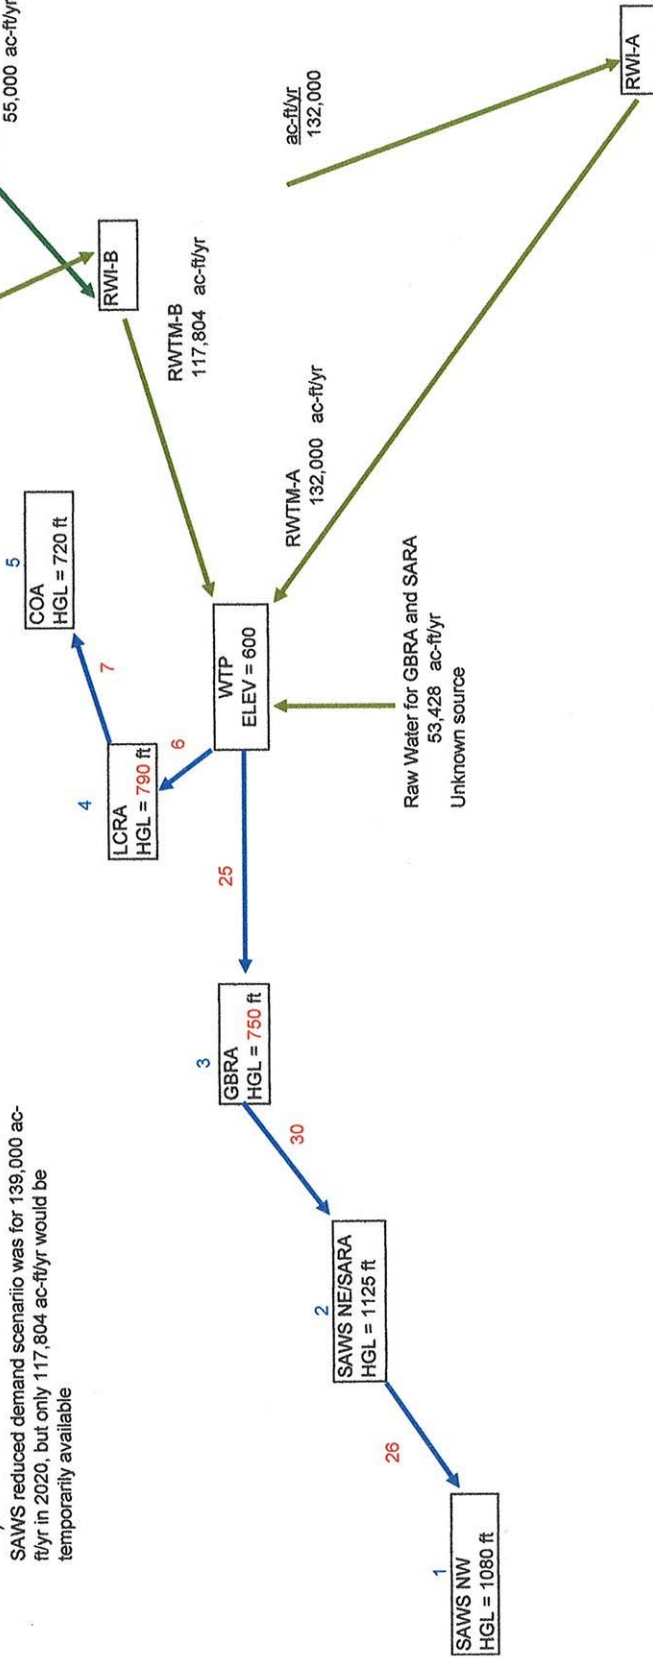 SAWS reduced demand scenariio was for 139,000 ac-
ft/yr in 2020, but only 117,804 ac-ft/yr would be
temporarily available
55,000 ac-ft/yr
RWI-B
RWTM-B
117,804 ac-ft/yr
ac-ft/yr
132,000
5
COA
HGL = 720 ft
7
4
LCRA
HGL = 790 ft
6
WTP
ELEV = 600
RWTM-A
132,000 ac-ft/yr
RWI-A
25
3
GBRA
HGL = 750 ft
Raw Water for GBRA and SARA
53,428 ac-ft/yr
Unknown source
30
2
SAWS NE/SARA
HGL = 1125 ft
26
1
SAWS NW
HGL = 1080 ft